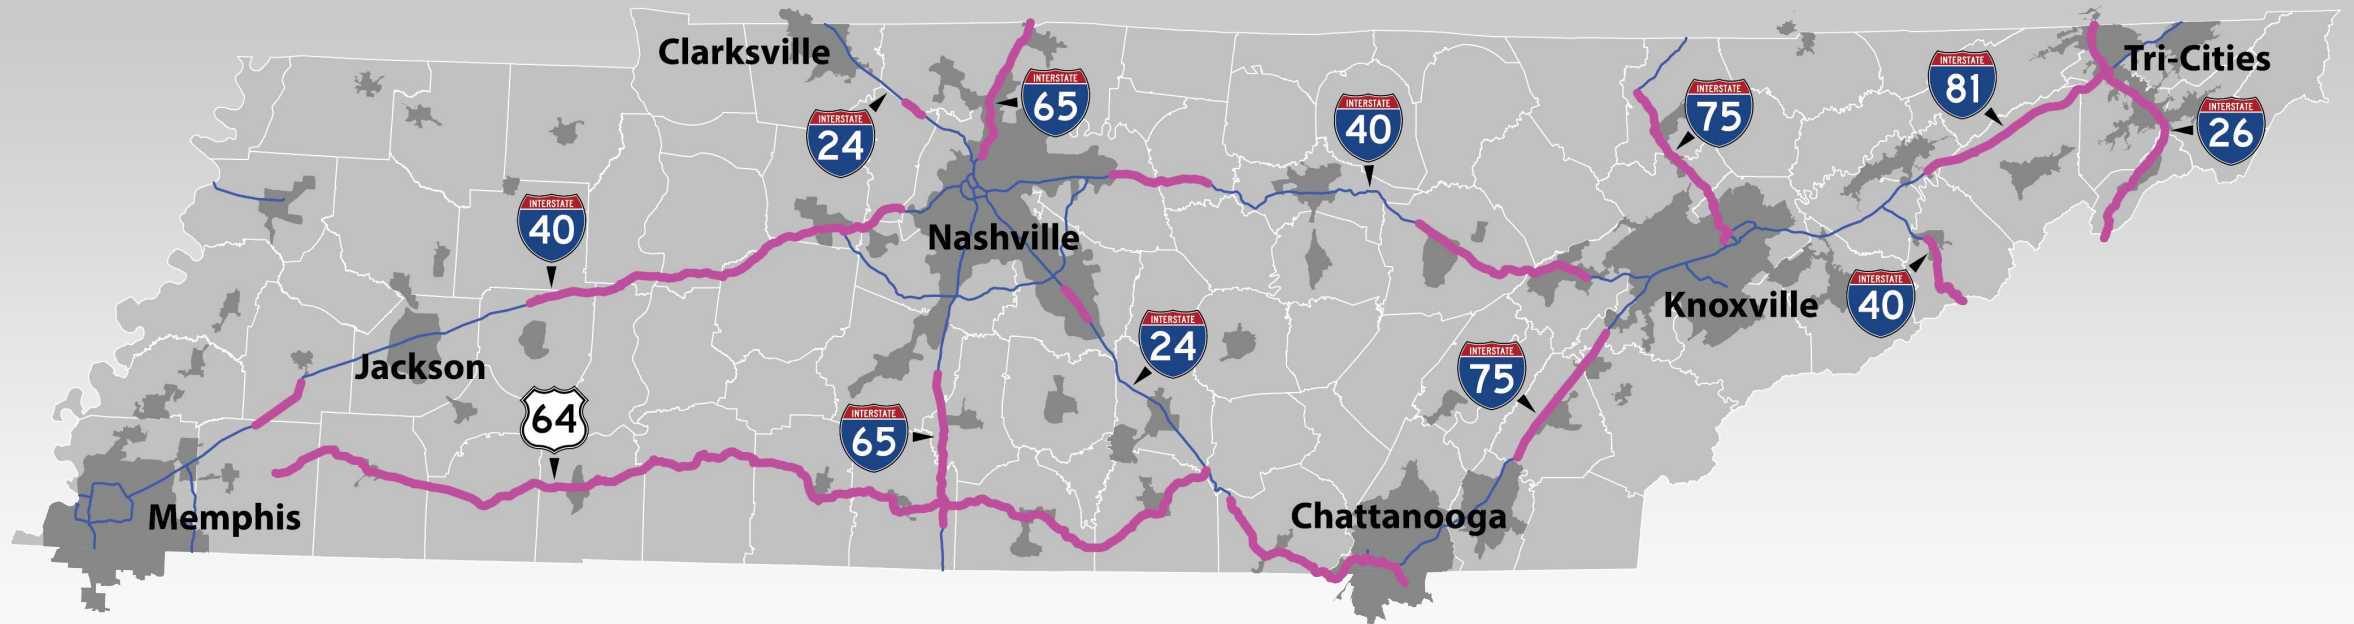 Clarksville
INTERSTATE
24
INTERSTATE
65
INTERSTATE
40
INTERSTATE
75
INTERSTATE
81
Tri-Cities
INTERSTATE
26
INTERSTATE
40
Nashville
INTERSTATE
40
Knoxville
INTERSTATE
24
INTERSTATE
75
Jackson
64
INTERSTATE
65
Memphis
Chattanooga